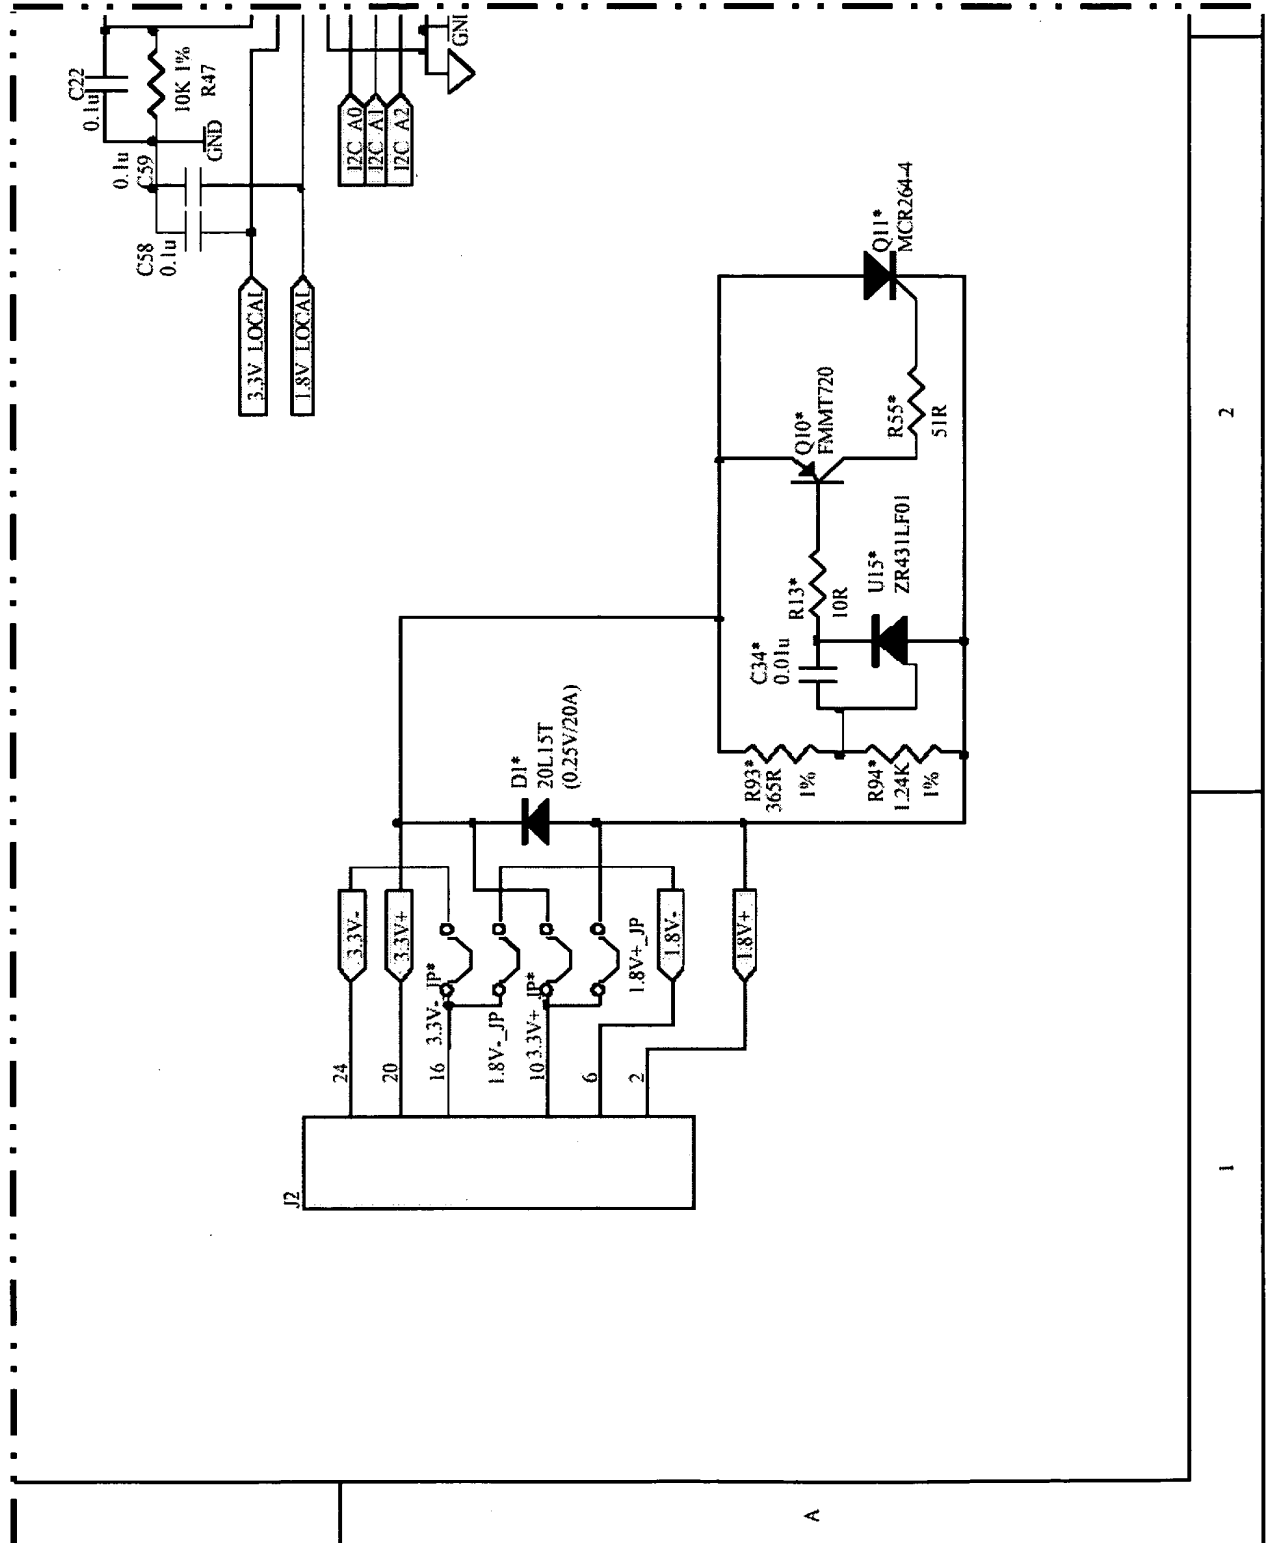 C22
0.1u
10K 1%
R47
GND
0.1u
C59
C58
0.1u
3.3V_LOCAL
1.8V_LOCAL
I2C_A0
I2C_A1
I2C_A2
GND
Q11*
MCR264-4
Q10*
FMMT720
R55*
51R
R13*
10R
U15*
ZR431LF01
C34*
0.01u
R93*
365R
1%
R94*
1.24K
1%
D1*
20L15T
(0.25V/20A)
3.3V-
3.3V+
3.3V-_JP*
1.8V-_JP
3.3V+_JP*
1.8V+_JP
1.8V-
1.8V+
24
20
16
10
6
2
J2
2
1
A